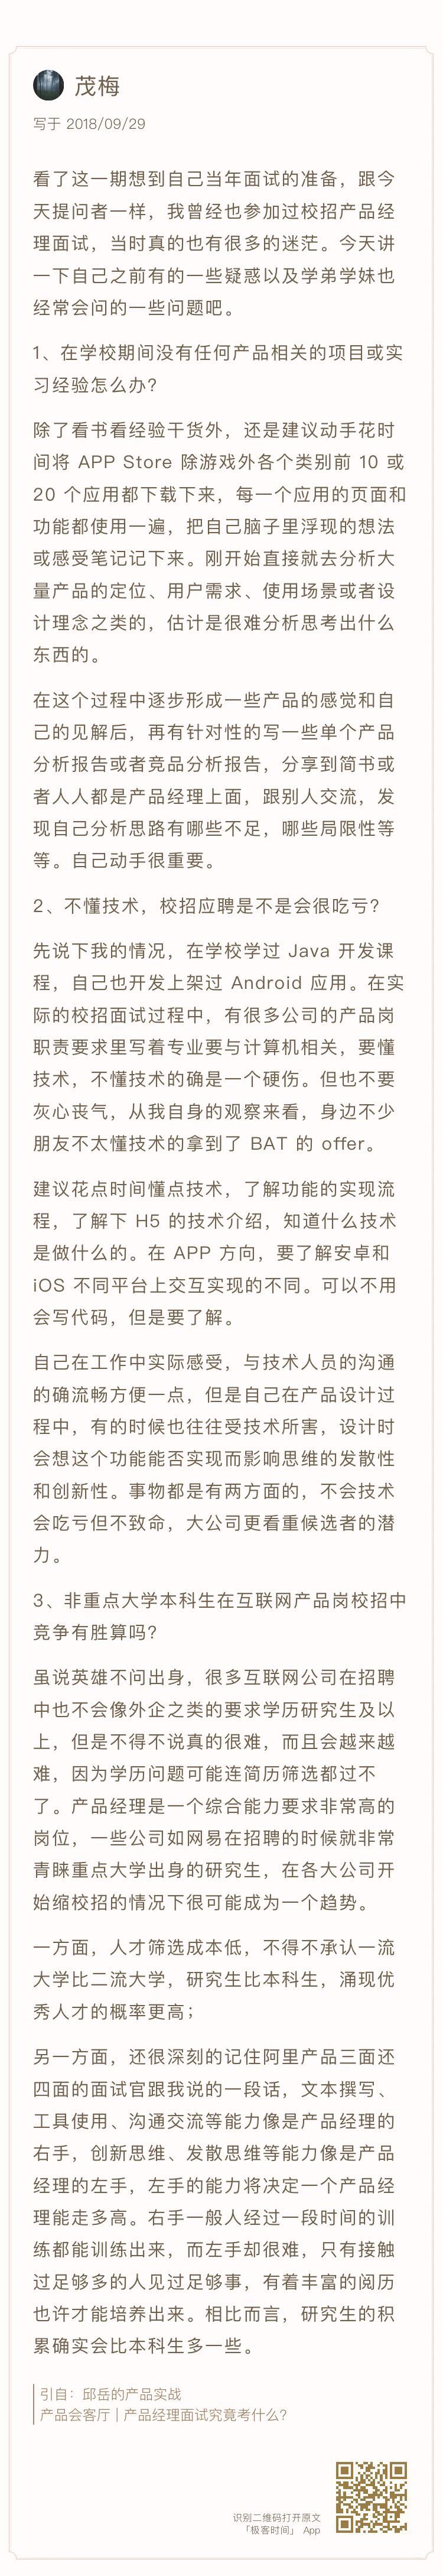 茂梅
写于 2018/09/29
看了这一期想到自己当年面试的准备，跟今
天提问者一样，我曾经也参加过校招产品经
理面试，当时真的也有很多的迷茫。今天讲
一下自己之前有的一些疑惑以及学弟学妹也
经常会问的一些问题吧。
1、在学校期间没有任何产品相关的项目或实
习经验怎么办?
除了看书看经验干货外，还是建议动手花时
间将 APP Store 除游戏外各个类别前 10 或
20 个应用都下载下来，每一个应用的页面和
功能都使用一遍，把自己脑子里浮现的想法
或感受笔记记下来。刚开始直接就去分析大
量产品的定位、用户需求、使用场景或者设
计理念之类的，估计是很难分析思考出什么
东西的。
在这个过程中逐步形成一些产品的感觉和自
己的见解后，再有针对性的写一些单个产品
分析报告或者竞品分析报告，分享到简书或
者人人都是产品经理上面，跟别人交流，发
现自己分析思路有哪些不足，哪些局限性等
等。自己动手很重要。
2、不懂技术，校招应聘是不是会很吃亏?
先说下我的情况，在学校学过 Java 开发课
程，自己也开发上架过 Android 应用。在实
际的校招面试过程中，有很多公司的产品岗
职责要求里写着专业要与计算机相关，要懂
技术，不懂技术的确是一个硬伤。但也不要
灰心丧气，从我自身的观察来看，身边不少
朋友不太懂技术的拿到了 BAT 的 offer。
建议花点时间懂点技术，了解功能的实现流
程，了解下 H5 的技术介绍，知道什么技术
是做什么的。在 APP 方向，要了解安卓和
iOS 不同平台上交互实现的不同。可以不用
会写代码，但是要了解。
自己在工作中实际感受，与技术人员的沟通
的确流畅方便一点，但是自己在产品设计过
程中，有的时候也往往受技术所害，设计时
会想这个功能能否实现而影响思维的发散性
和创新性。事物都是有两方面的，不会技术
会吃亏但不致命，大公司更看重候选者的潜
力。
3、非重点大学本科生在互联网产品岗校招中
竞争有胜算吗?
虽说英雄不问出身，很多互联网公司在招聘
中也不会像外企之类的要求学历研究生及以
上，但是不得不说真的很难，而且会越来越
难，因为学历问题可能连简历筛选都过不
了。产品经理是一个综合能力要求非常高的
岗位，一些公司如网易在招聘的时候就非常
青睐重点大学出身的研究生，在各大公司开
始缩校招的情况下很可能成为一个趋势。
一方面，人才筛选成本低，不得不承认一流
大学比二流大学，研究生比本科生，涌现优
秀人才的概率更高；
另一方面，还很深刻的记住阿里产品三面还
四面的面试官跟我说的一段话，文本撰写、
工具使用、沟通交流等能力像是产品经理的
右手，创新思维、发散思维等能力像是产品
经理的左手，左手的能力将决定一个产品经
理能走多高。右手一般人经过一段时间的训
练都能训练出来，而左手却很难，只有接触
过足够多的人见过足够事，有着丰富的阅历
也许才能培养出来。相比而言，研究生的积
累确实会比本科生多一些。
引自：邱岳的产品实战
产品会客厅 | 产品经理面试究竟考什么?
识别二维码打开原文
「极客时间」 App